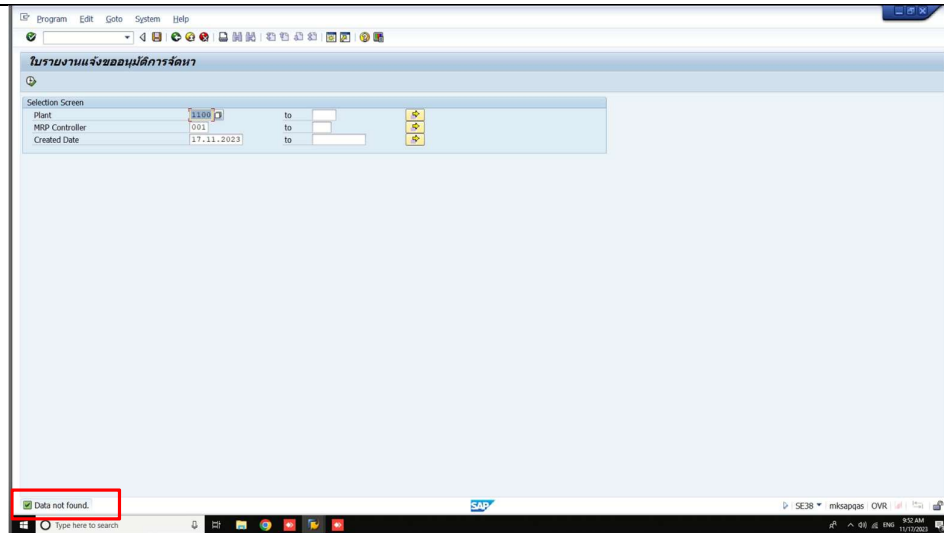 Program Edit Goto System Help
ใบรายงานแจ้งขออนุมัติการจัดหา
Selection Screen
Plant 1100 to
MRP Controller 001 to
Created Date 17.11.2023 to
Data not found.
SAP
SE38 mksapqas OVR
Type here to search
ENG 9:52 AM
11/17/2023